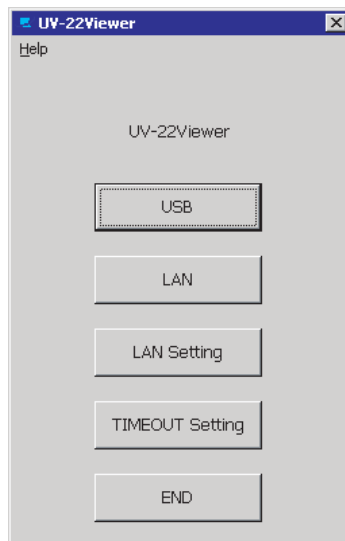 UV-22Viewer
Help
UV-22Viewer
USB
LAN
LAN Setting
TIMEOUT Setting
END